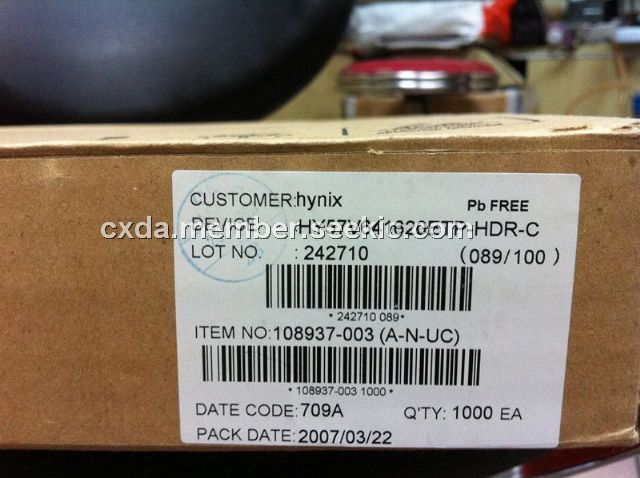 CUSTOMER:hynix Pb FREE
DEVICE : HDR-C
cxda.member.seekic.com
LOT NO. : 242710 (089/100 )
* 242710 089*
ITEM NO:108937-003 (A-N-UC)
* 108937-003 1000 *
DATE CODE:709A Q'TY: 1000 EA
PACK DATE:2007/03/22